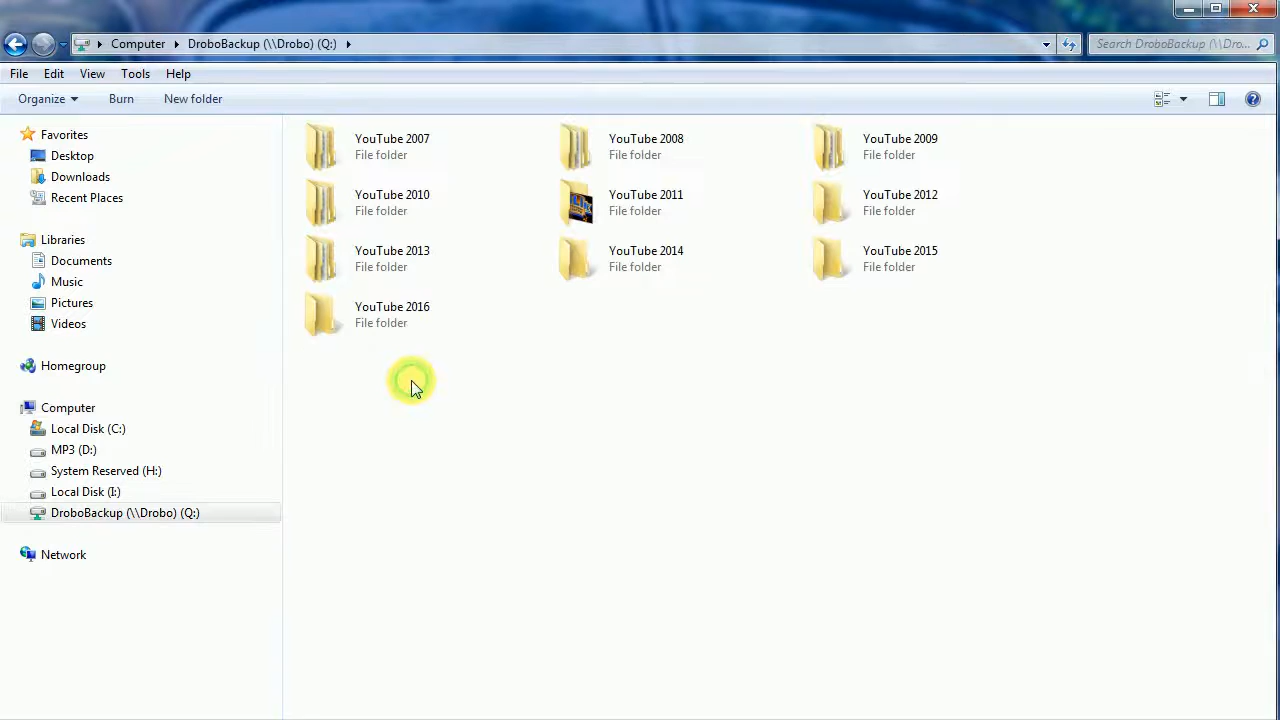 Computer DroboBackup (\\Drobo) (Q:) Search DroboBackup (\\Dro...
File Edit View Tools Help
Organize Burn New folder
Favorites
Desktop
Downloads
Recent Places
Libraries
Documents
Music
Pictures
Videos
Homegroup
Computer
Local Disk (C:)
MP3 (D:)
System Reserved (H:)
Local Disk (I:)
DroboBackup (\\Drobo) (Q:)
Network
YouTube 2007 YouTube 2008 YouTube 2009
File folder File folder File folder
YouTube 2010 YouTube 2011 YouTube 2012
File folder File folder File folder
YouTube 2013 YouTube 2014 YouTube 2015
File folder File folder File folder
YouTube 2016
File folder